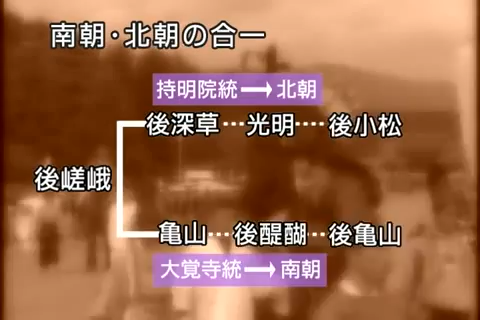 南朝・北朝の合一
持明院統→北朝
後深草…光明‥‥後小松
後嵯峨
亀山…後醍醐…後亀山
大覚寺統→南朝